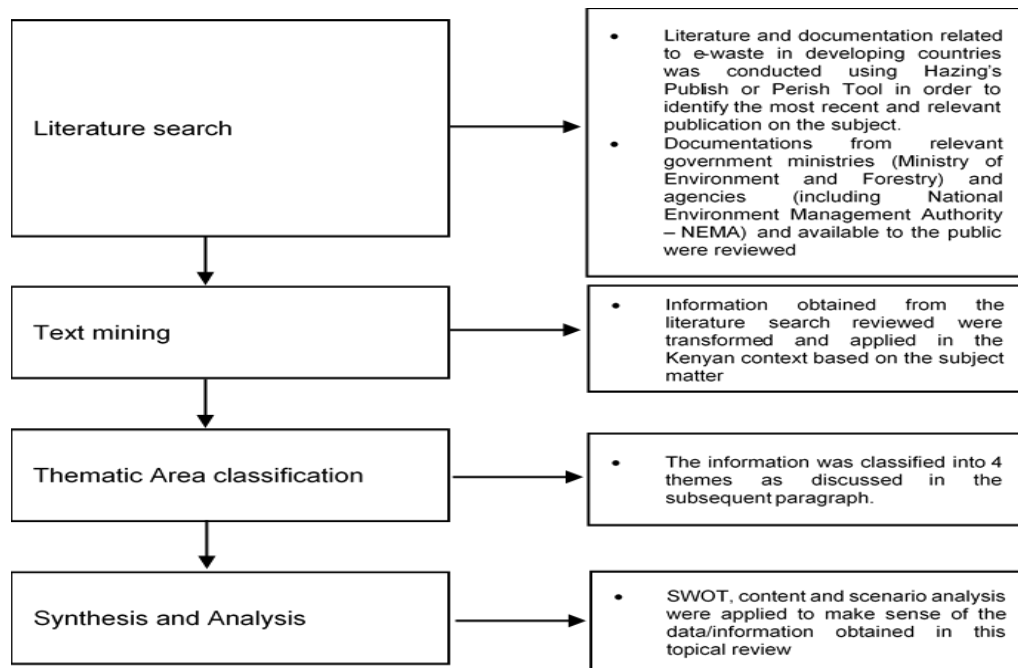 Literature search
• Literature and documentation related
to e-waste in developing countries
was conducted using Hazing's
Publish or Perish Tool in order to
identify the most recent and relevant
publication on the subject.
• Documentations from relevant
government ministries (Ministry of
Environment and Forestry) and
agencies (including National
Environment Management Authority
– NEMA) and available to the public
were reviewed
Text mining
• Information obtained from the
literature search reviewed were
transformed and applied in the
Kenyan context based on the subject
matter
Thematic Area classification
• The information was classified into 4
themes as discussed in the
subsequent paragraph.
Synthesis and Analysis
• SWOT, content and scenario analysis
were applied to make sense of the
data/information obtained in this
topical review